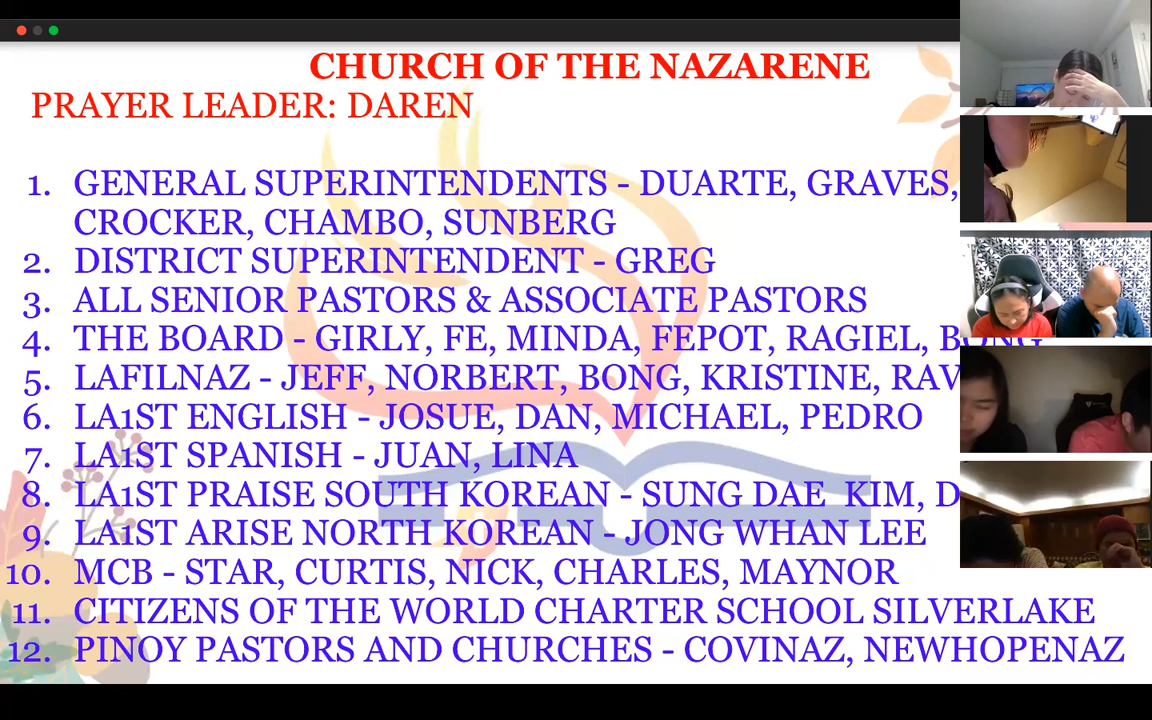 CHURCH OF THE NAZARENE
PRAYER LEADER: DAREN
1. GENERAL SUPERINTENDENTS - DUARTE, GRAVES,
CROCKER, CHAMBO, SUNBERG
2. DISTRICT SUPERINTENDENT - GREG
3. ALL SENIOR PASTORS & ASSOCIATE PASTORS
4. THE BOARD - GIRLY, FE, MINDA, FEPOT, RAGIEL, BONG
5. LAFILNAZ - JEFF, NORBERT, BONG, KRISTINE, RAV
6. LA1ST ENGLISH - JOSUE, DAN, MICHAEL, PEDRO
7. LA1ST SPANISH - JUAN, LINA
8. LA1ST PRAISE SOUTH KOREAN - SUNG DAE KIM, D
9. LA1ST ARISE NORTH KOREAN - JONG WHAN LEE
10. MCB - STAR, CURTIS, NICK, CHARLES, MAYNOR
11. CITIZENS OF THE WORLD CHARTER SCHOOL SILVERLAKE
12. PINOY PASTORS AND CHURCHES - COVINAZ, NEWHOPENAZ